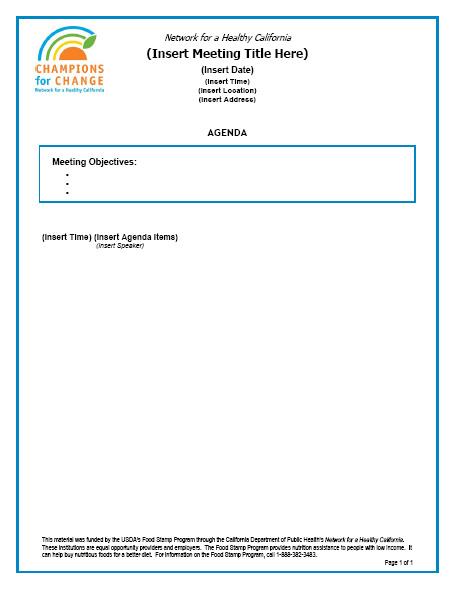 Network for a Healthy California
(Insert Meeting Title Here)
(Insert Date)
(Insert Time)
(Insert Location)
(Insert Address)
CHAMPIONS
for CHANGE
Network for a Healthy California
AGENDA
Meeting Objectives:
•
•
•
(Insert Time) (Insert Agenda Items)
(Insert Speaker)
This material was funded by the USDA's Food Stamp Program through the California Department of Public Health's Network for a Healthy California.
These institutions are equal opportunity providers and employers. The Food Stamp Program provides nutrition assistance to people with low income. It
can help buy nutritious foods for a better diet. For information on the Food Stamp Program, call 1-888-382-3483.
Page 1 of 1